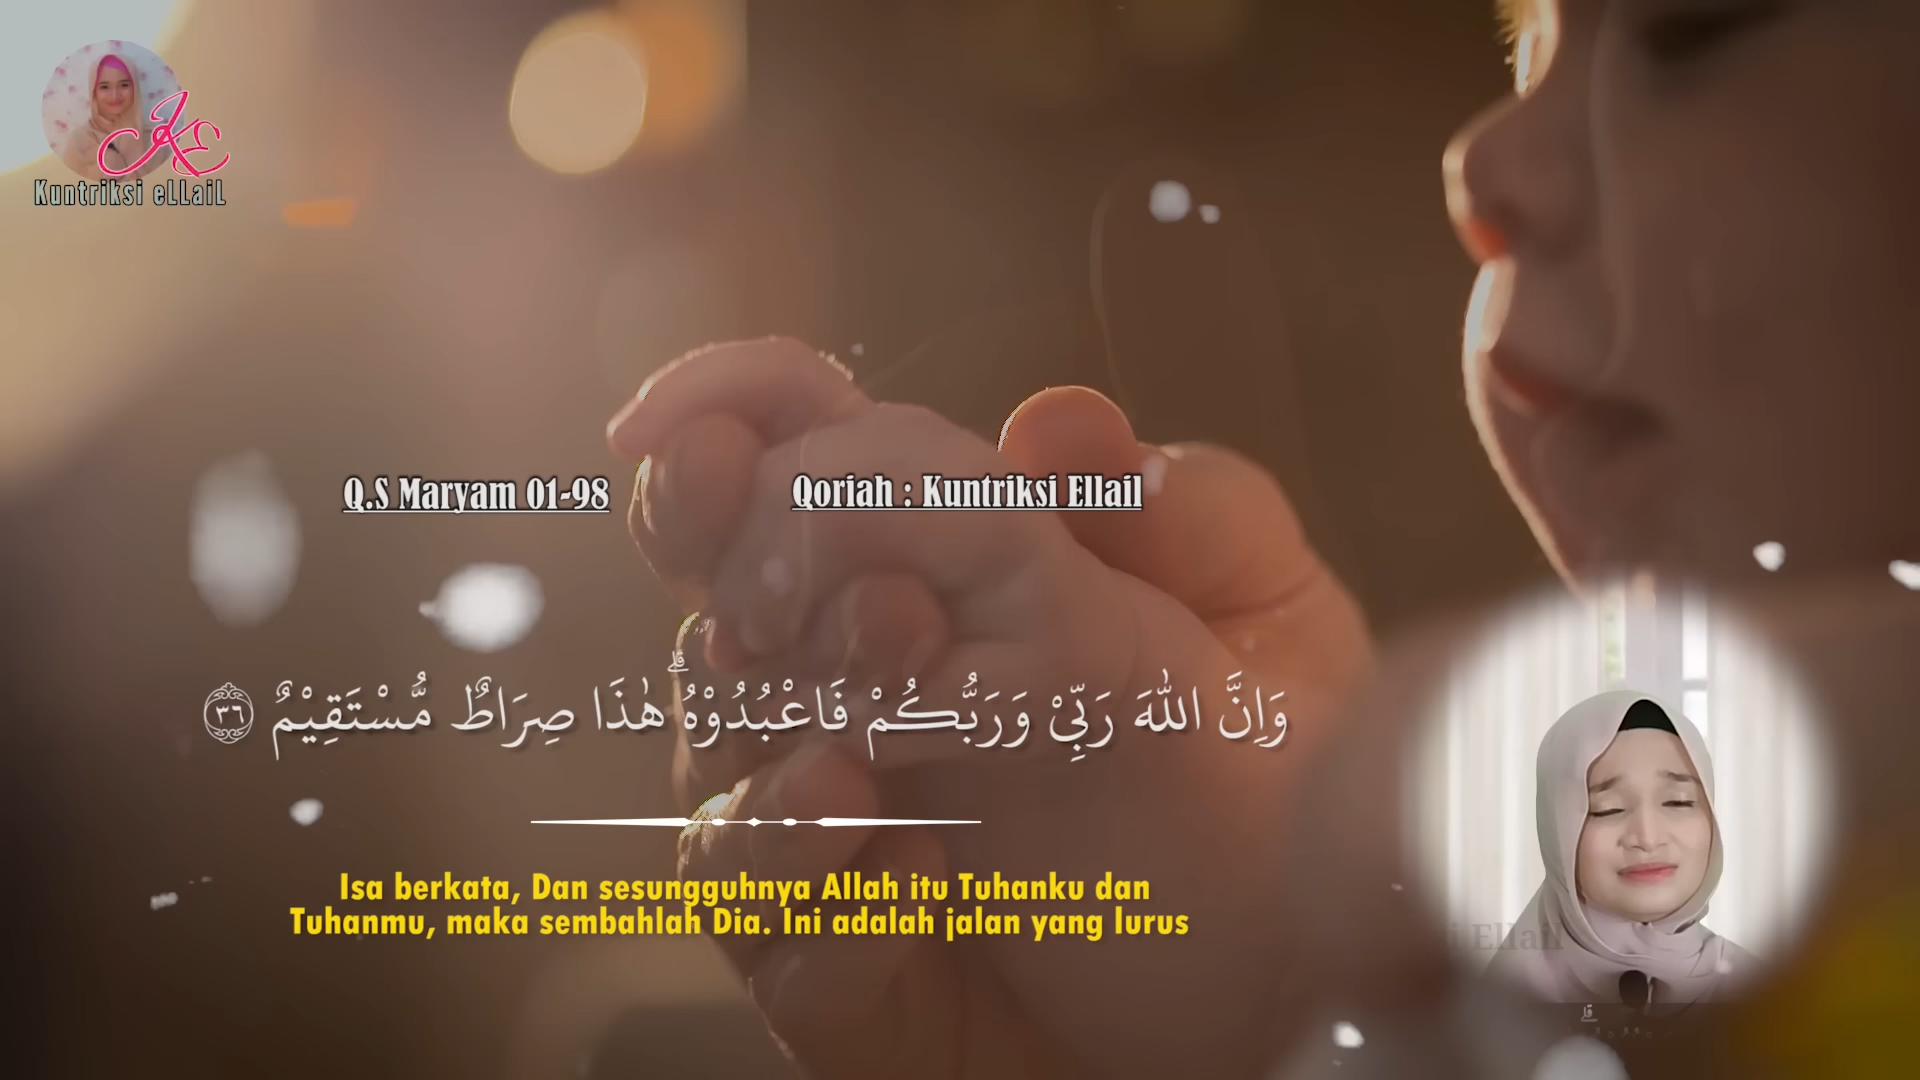 Kuntriksi eLLaiL
Q.S Maryam 01-98
Qoriah : Kuntriksi Ellail
وَاِنَّ اللّٰهَ رَبِّيْ وَرَبُّكُمْ فَاعْبُدُوْهُ ۗهٰذَا صِرَاطٌ مُّسْتَقِيْمٌ ٣٦
Isa berkata, Dan sesungguhnya Allah itu Tuhanku dan
Tuhanmu, maka sembahlah Dia. Ini adalah jalan yang lurus
Ellail